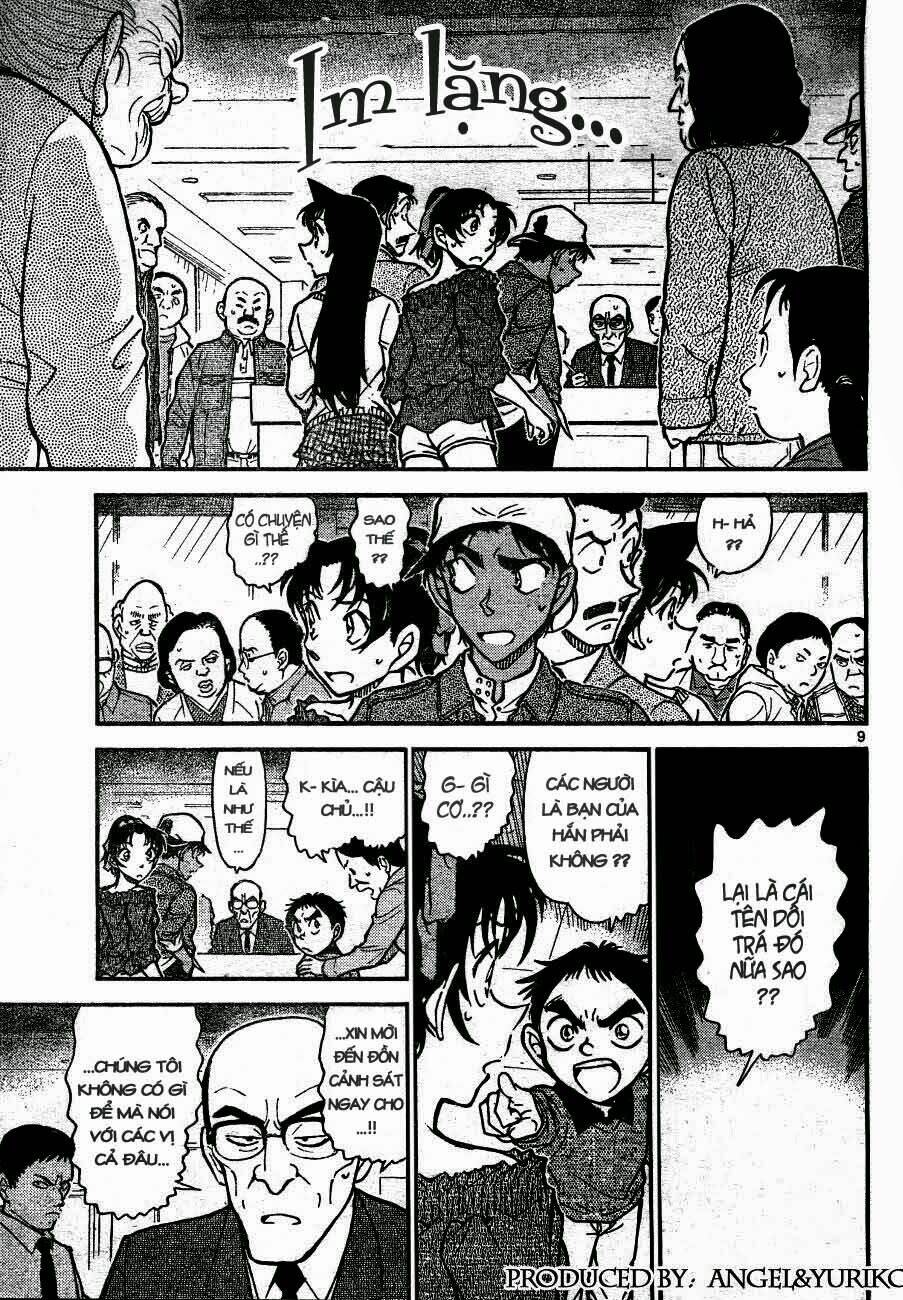 Im lặng...
H- HẢ
??
SAO
THẾ
??
CÓ CHUYỆN
GÌ THẾ
..??
9
LẠI LÀ CÁI
TÊN DỐI
TRÁ ĐÓ
NỮA SAO
??
CÁC NGƯỜI
LÀ BẠN CỦA
HẮN PHẢI
KHÔNG ??
G- GÌ
CƠ..??
K- KÌA... CẬU
CHỦ...!!
NẾU
LÀ
NHƯ
THẾ
...
...XIN MỜI
ĐẾN ĐỒN
CẢNH SÁT
NGAY CHO
...!!
...CHÚNG TÔI
KHÔNG CÓ GÌ
ĐỂ MÀ NÓI
VỚI CÁC VỊ
CẢ ĐÂU...
PRODUCED BY: ANGEL&YURIKO